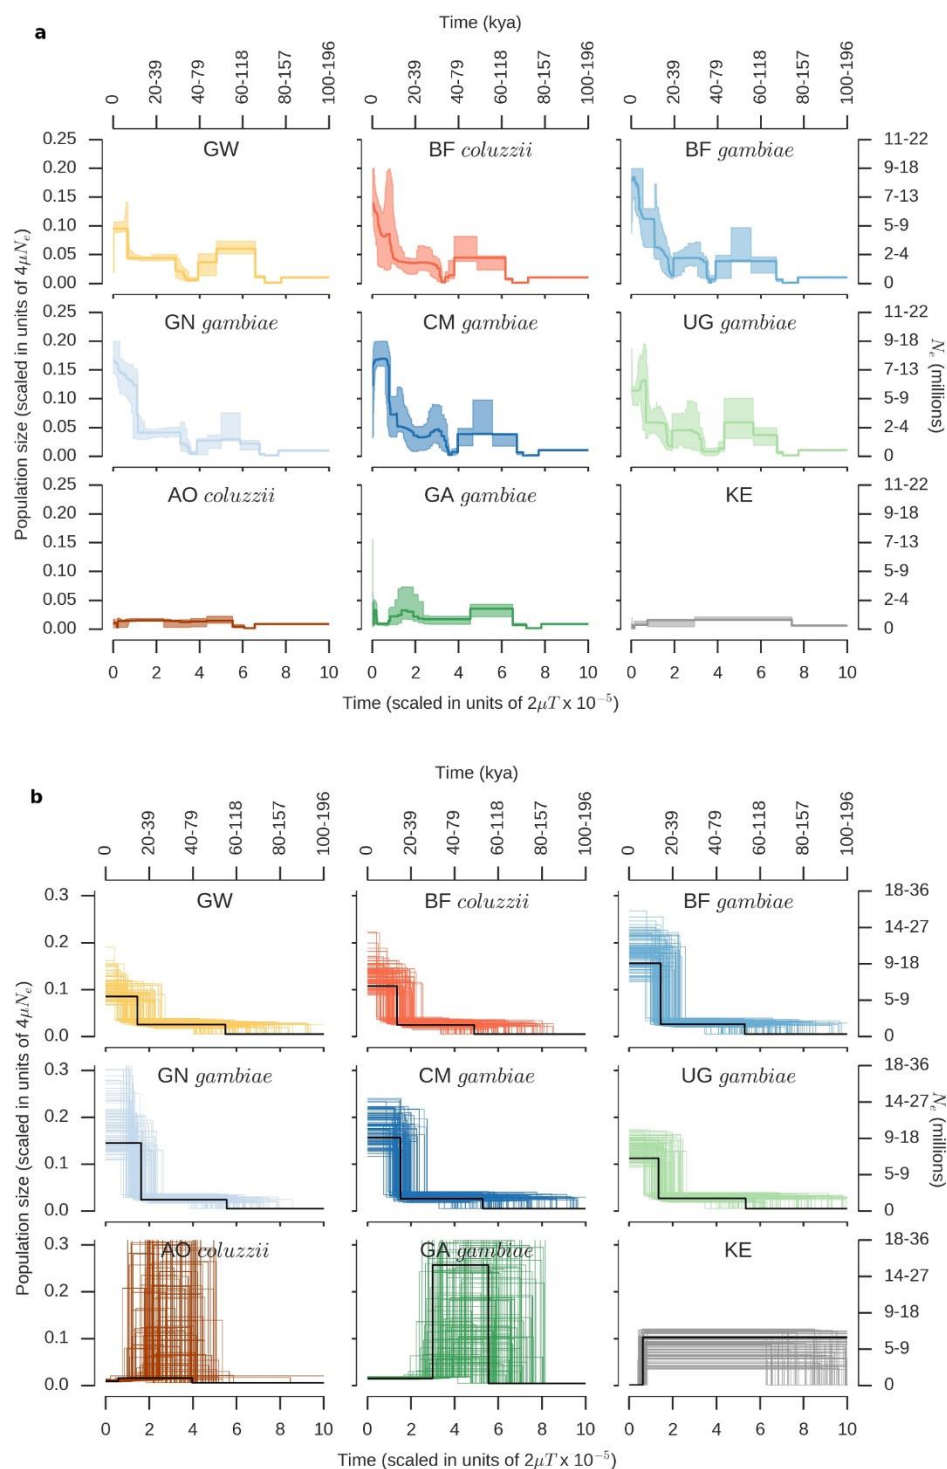 a
Time (kya)
0 20-39 40-79 60-118 80-157 100-196 0 20-39 40-79 60-118 80-157 100-196 0 20-39 40-79 60-118 80-157 100-196
Population size (scaled in units of 4μNₑ)
Nₑ (millions)
GW BF coluzzii BF gambiae
0.25 11-22
0.20 9-18
0.15 7-13
0.10 5-9
0.05 2-4
0.00 0
GN gambiae CM gambiae UG gambiae
0.25 11-22
0.20 9-18
0.15 7-13
0.10 5-9
0.05 2-4
0.00 0
AO coluzzii GA gambiae KE
0.25 11-22
0.20 9-18
0.15 7-13
0.10 5-9
0.05 2-4
0.00 0
0 2 4 6 8 10 0 2 4 6 8 10 0 2 4 6 8 10
Time (scaled in units of 2μT x 10⁻⁵)
b
Time (kya)
0 20-39 40-79 60-118 80-157 100-196 0 20-39 40-79 60-118 80-157 100-196 0 20-39 40-79 60-118 80-157 100-196
Population size (scaled in units of 4μNₑ)
Nₑ (millions)
GW BF coluzzii BF gambiae
0.3 18-36
14-27
0.2
9-18
0.1
5-9
0.0 0
GN gambiae CM gambiae UG gambiae
0.3 18-36
14-27
0.2
9-18
0.1
5-9
0.0 0
AO coluzzii GA gambiae KE
0.3 18-36
14-27
0.2
9-18
0.1
5-9
0.0 0
0 2 4 6 8 10 0 2 4 6 8 10 0 2 4 6 8 10
Time (scaled in units of 2μT x 10⁻⁵)